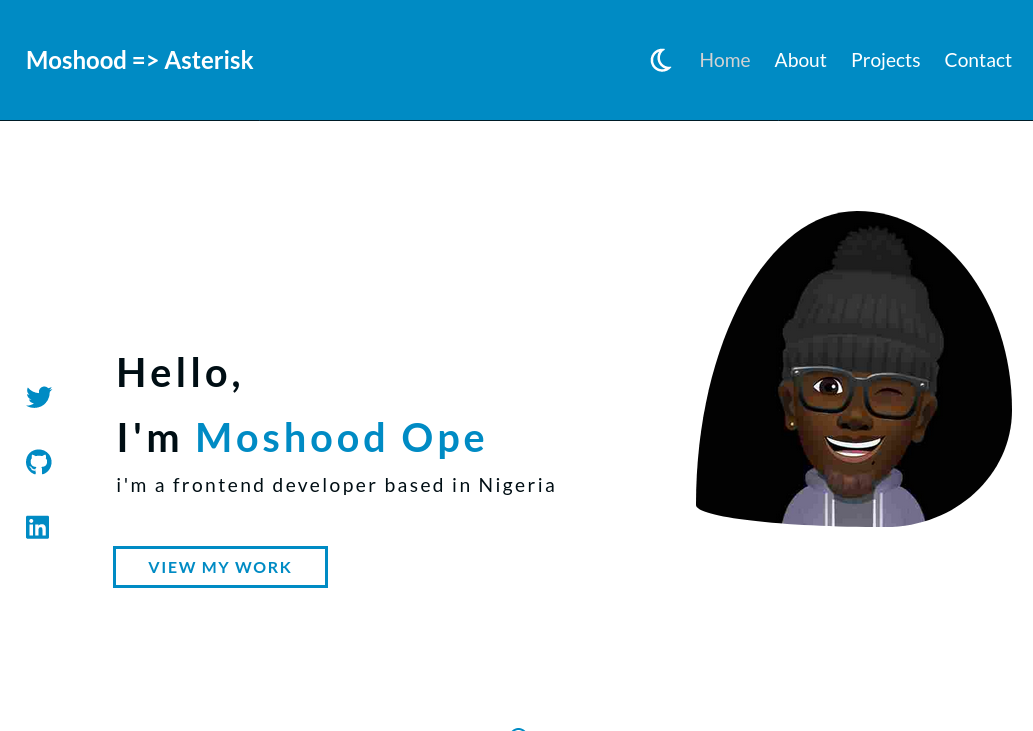 Moshood => Asterisk
Home About Projects Contact
Hello,
I'm Moshood Ope
i'm a frontend developer based in Nigeria
VIEW MY WORK